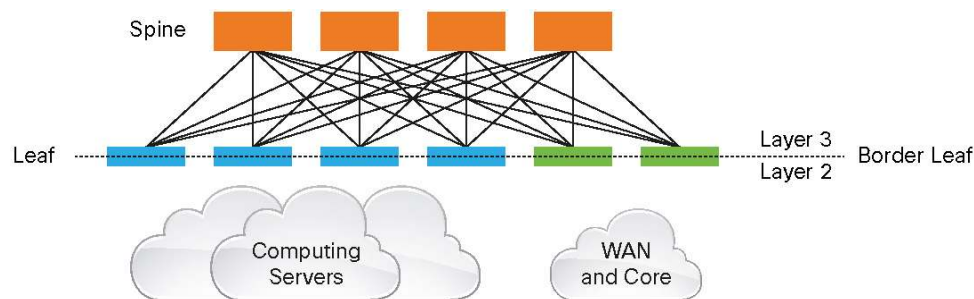 Spine
Leaf
Layer 3
Layer 2
Border Leaf
Computing
Servers
WAN
and Core